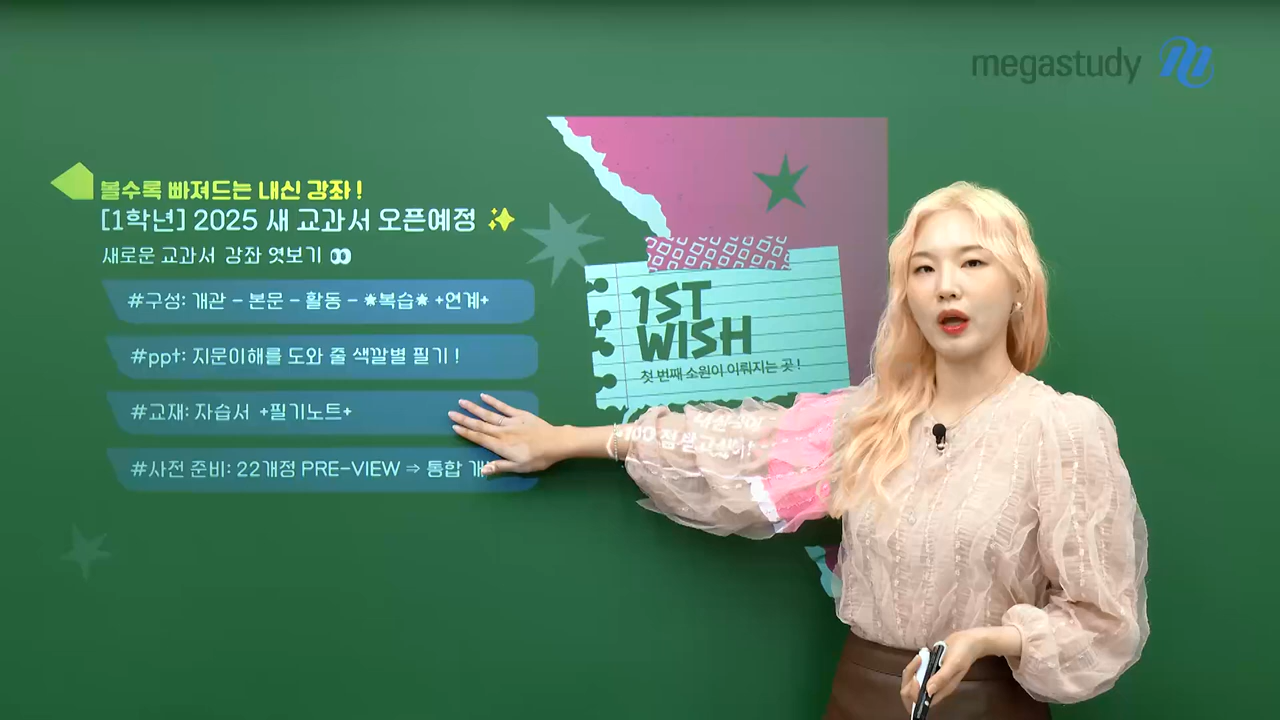 megastudy
볼수록 빠져드는 내신 강좌 !
[1학년] 2025 새 교과서 오픈예정
새로운 교과서 강좌 엿보기
#구성: 개관 - 본문 - 활동 - *복습* +연계+
#ppt: 지문이해를 도와 줄 색깔별 필기 !
#교재: 자습서 +필기노트+
#사전 준비: 22개정 PRE-VIEW ⇒ 통합
1ST
WISH
첫 번째 소원이 이뤄지는 곳 !